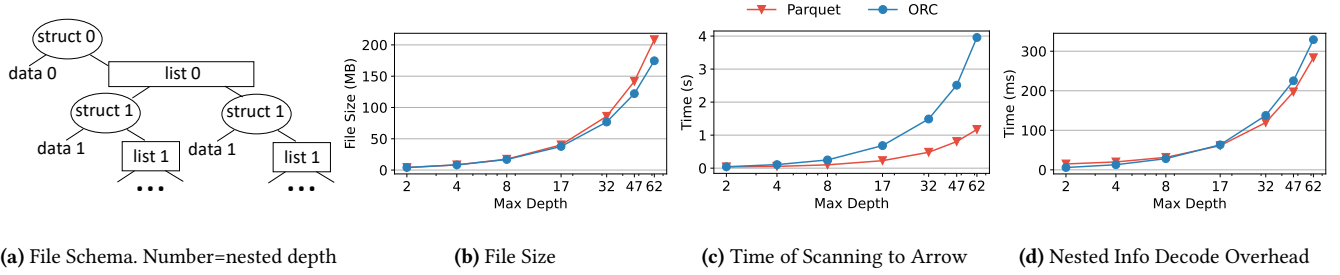 struct 0
data 0
list 0
struct 1
struct 1
data 1
list 1
data 1
list 1
•••
•••
Parquet
ORC
File Size (MB)
200
150
100
50
0
2 4 8 17 32 47 62
Max Depth
Time (s)
4
3
2
1
0
2 4 8 17 32 47 62
Max Depth
Time (ms)
300
200
100
0
2 4 8 17 32 47 62
Max Depth
(a) File Schema. Number=nested depth
(b) File Size
(c) Time of Scanning to Arrow
(d) Nested Info Decode Overhead